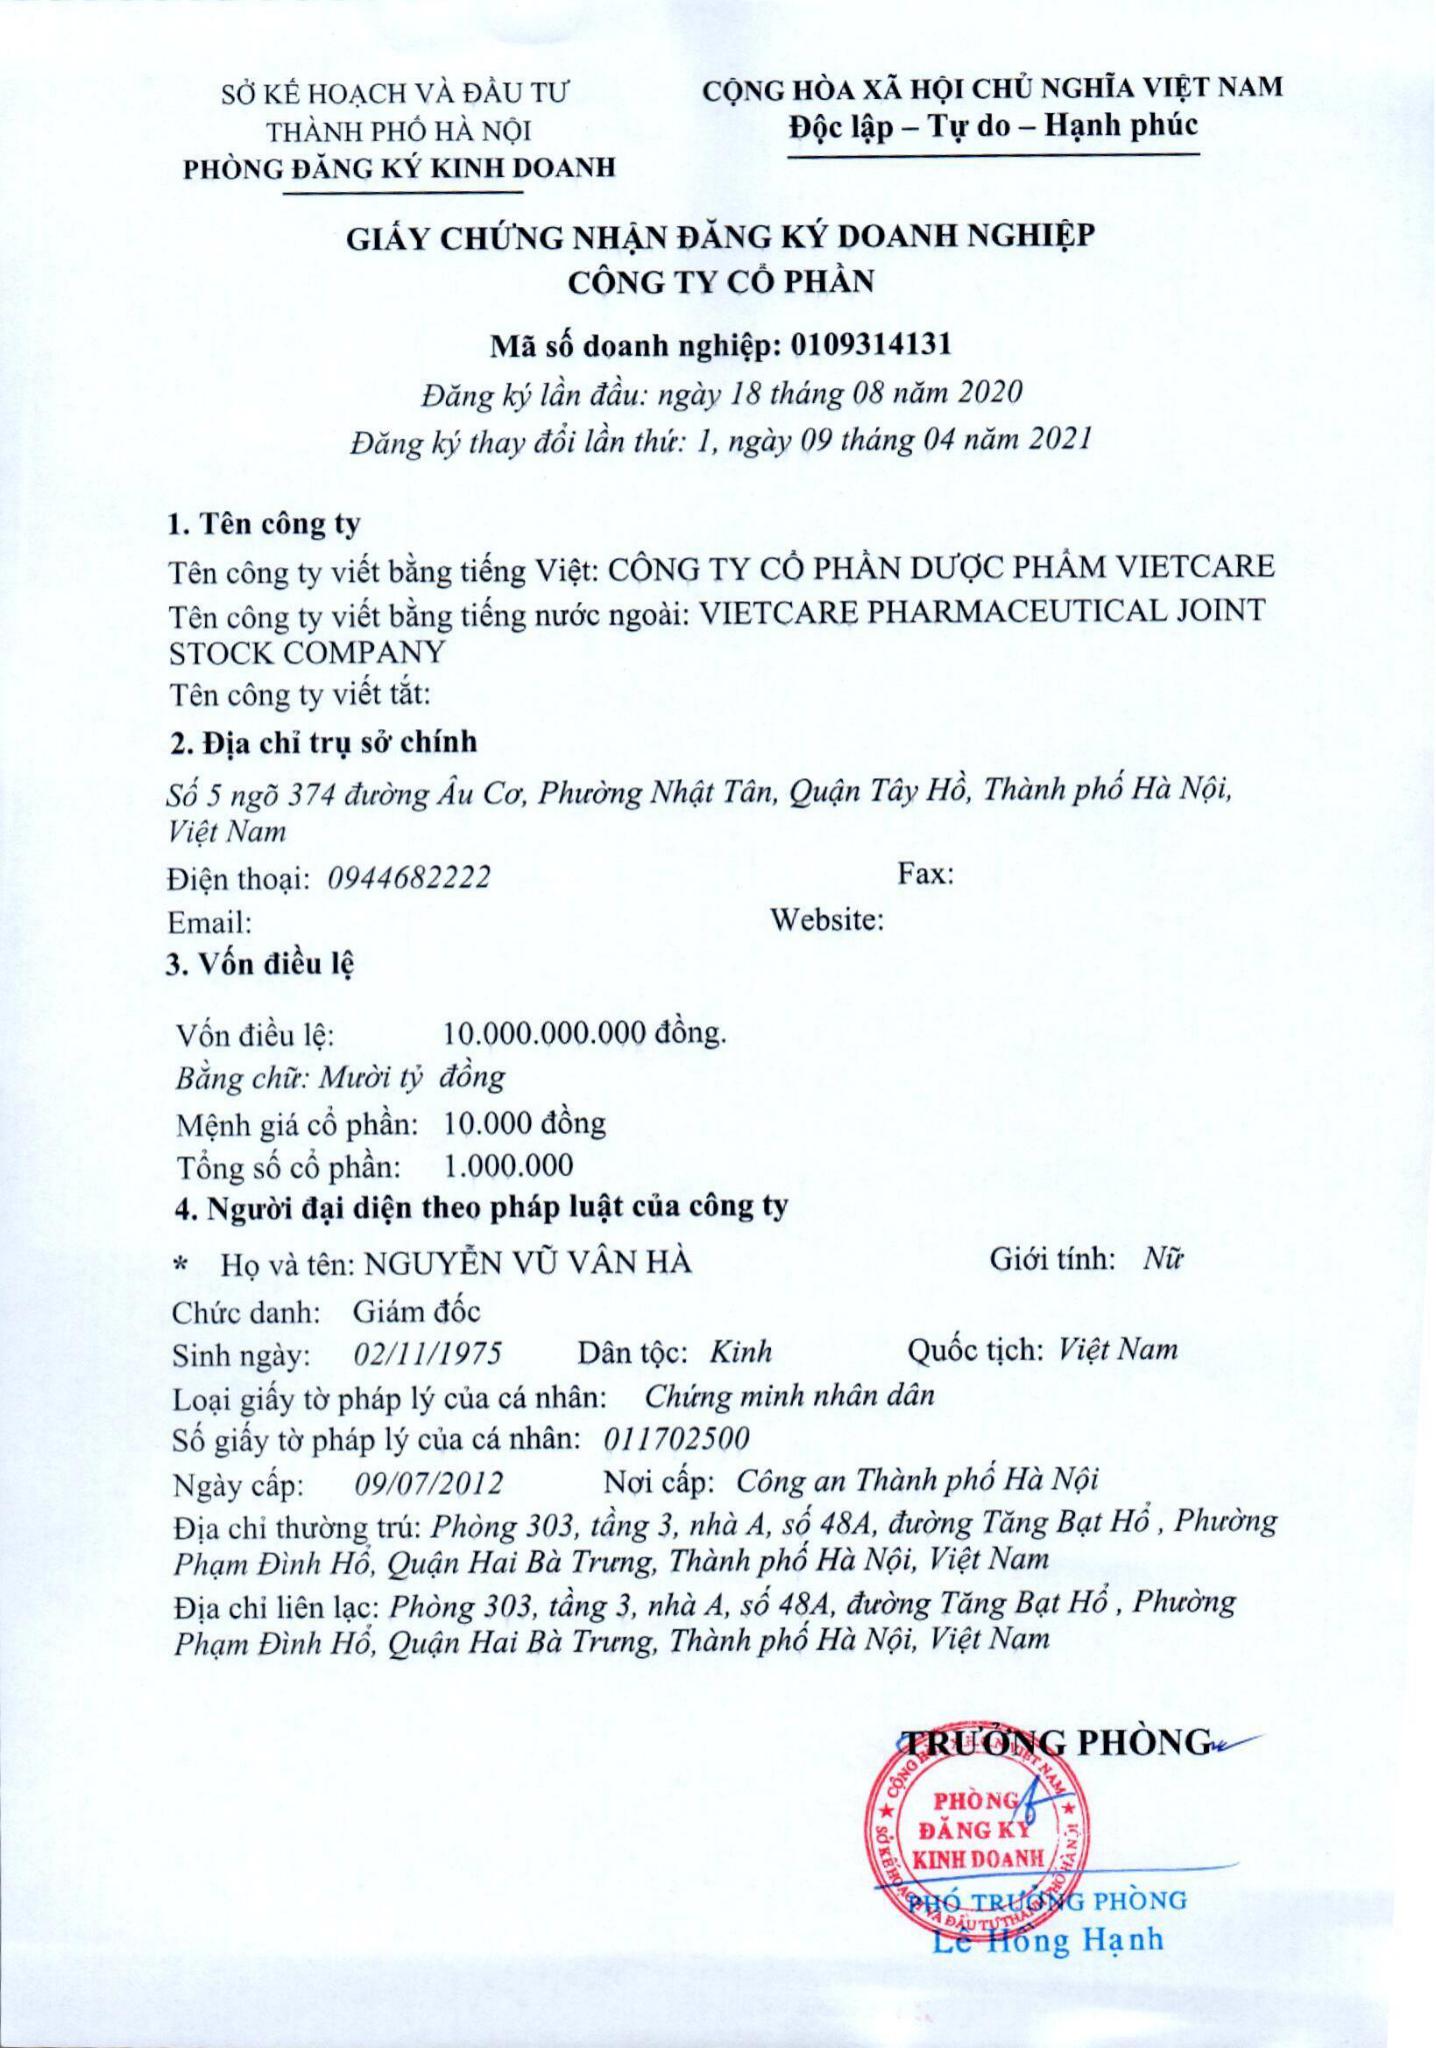 SỞ KẾ HOẠCH VÀ ĐẦU TƯ
THÀNH PHỐ HÀ NỘI
PHÒNG ĐĂNG KÝ KINH DOANH
CỘNG HÒA XÃ HỘI CHỦ NGHĨA VIỆT NAM
Độc lập – Tự do – Hạnh phúc
GIẤY CHỨNG NHẬN ĐĂNG KÝ DOANH NGHIỆP
CÔNG TY CỔ PHẦN
Mã số doanh nghiệp: 0109314131
Đăng ký lần đầu: ngày 18 tháng 08 năm 2020
Đăng ký thay đổi lần thứ: 1, ngày 09 tháng 04 năm 2021
1. Tên công ty
Tên công ty viết bằng tiếng Việt: CÔNG TY CỔ PHẦN DƯỢC PHẨM VIETCARE
Tên công ty viết bằng tiếng nước ngoài: VIETCARE PHARMACEUTICAL JOINT
STOCK COMPANY
Tên công ty viết tắt:
2. Địa chỉ trụ sở chính
Số 5 ngõ 374 đường Âu Cơ, Phường Nhật Tân, Quận Tây Hồ, Thành phố Hà Nội,
Việt Nam
Điện thoại: 0944682222 Fax:
Email: Website:
3. Vốn điều lệ
Vốn điều lệ: 10.000.000.000 đồng.
Bằng chữ: Mười tỷ đồng
Mệnh giá cổ phần: 10.000 đồng
Tổng số cổ phần: 1.000.000
4. Người đại diện theo pháp luật của công ty
* Họ và tên: NGUYỄN VŨ VÂN HÀ Giới tính: Nữ
Chức danh: Giám đốc
Sinh ngày: 02/11/1975 Dân tộc: Kinh Quốc tịch: Việt Nam
Loại giấy tờ pháp lý của cá nhân: Chứng minh nhân dân
Số giấy tờ pháp lý của cá nhân: 011702500
Ngày cấp: 09/07/2012 Nơi cấp: Công an Thành phố Hà Nội
Địa chỉ thường trú: Phòng 303, tầng 3, nhà A, số 48A, đường Tăng Bạt Hổ , Phường
Phạm Đình Hổ, Quận Hai Bà Trưng, Thành phố Hà Nội, Việt Nam
Địa chỉ liên lạc: Phòng 303, tầng 3, nhà A, số 48A, đường Tăng Bạt Hổ , Phường
Phạm Đình Hổ, Quận Hai Bà Trưng, Thành phố Hà Nội, Việt Nam
TRƯỞNG PHÒNG
CỘNG HÒA X.H.C.N VIỆT NAM
PHÒNG
ĐĂNG KÝ
KINH DOANH
SỞ KẾ HOẠCH VÀ ĐẦU TƯ THÀNH PHỐ HÀ NỘI
PHÓ TRƯỞNG PHÒNG
Lê Hồng Hạnh